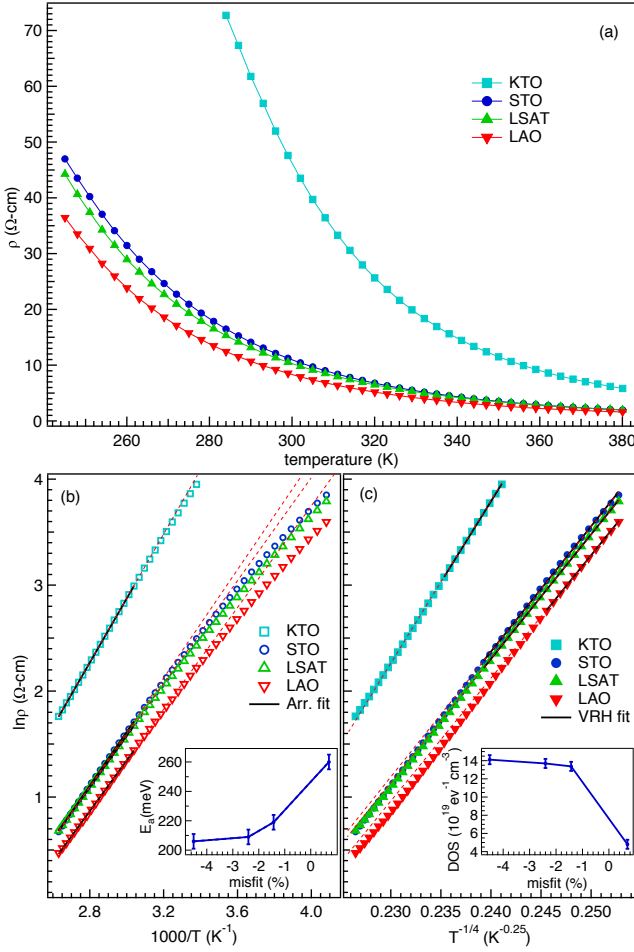 70
60
50
40
30
20
10
0
ρ (Ω-cm)
(a)
KTO
STO
LSAT
LAO
260
280
300
320
340
360
380
temperature (K)
4
3
2
1
lnρ (Ω-cm)
(b)
KTO
STO
LSAT
LAO
Arr. fit
260
240
220
200
Ea(meV)
-4
-3
-2
-1
0
misfit (%)
2.8
3.2
3.6
4.0
1000/T (K-1)
(c)
KTO
STO
LSAT
LAO
VRH fit
14
12
10
8
6
4
DOS (10^19 ev^-1 cm^-3)
-4
-3
-2
-1
0
misfit (%)
0.230
0.235
0.240
0.245
0.250
T^-1/4 (K^-0.25)